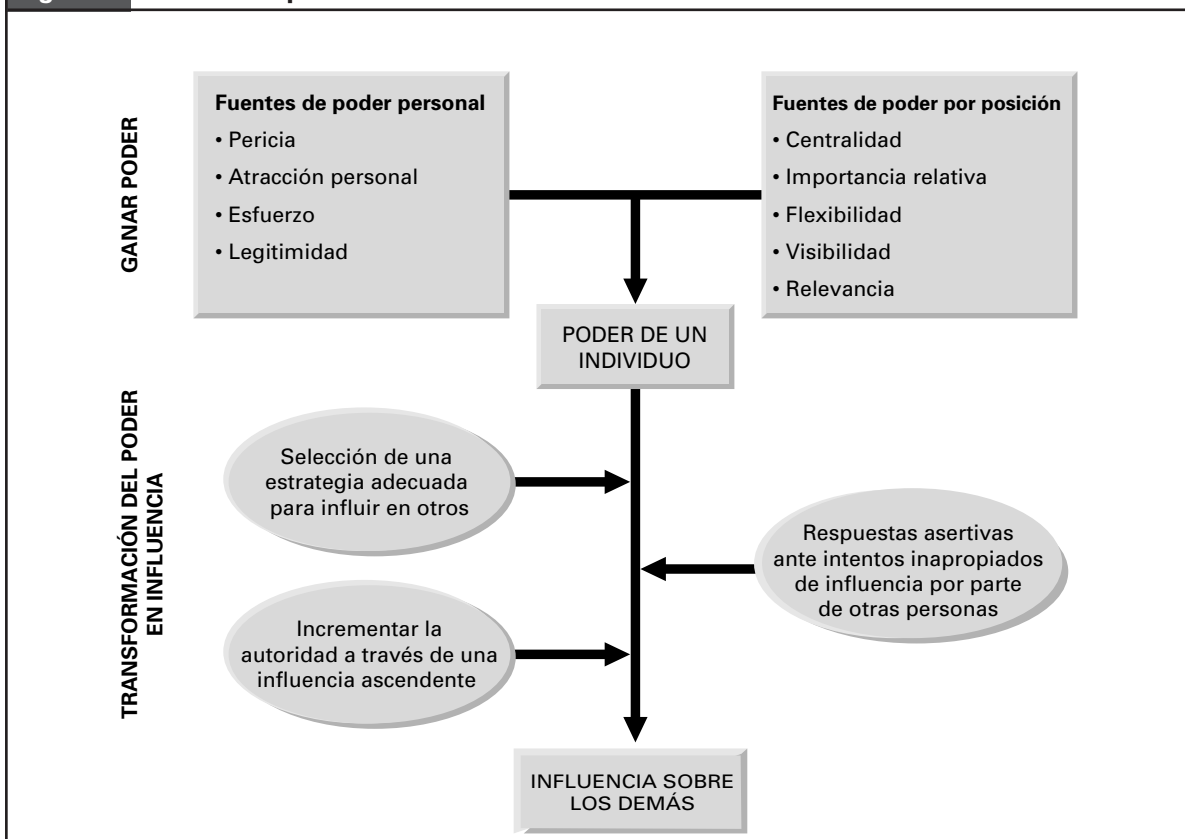 GANAR PODER
Fuentes de poder personal
• Pericia
• Atracción personal
• Esfuerzo
• Legitimidad
Fuentes de poder por posición
• Centralidad
• Importancia relativa
• Flexibilidad
• Visibilidad
• Relevancia
PODER DE UN
INDIVIDUO
TRANSFORMACIÓN DEL PODER
EN INFLUENCIA
Selección de una
estrategia adecuada
para influir en otros
Respuestas asertivas
ante intentos inapropiados
de influencia por parte
de otras personas
Incrementar la
autoridad a través de una
influencia ascendente
INFLUENCIA SOBRE
LOS DEMÁS